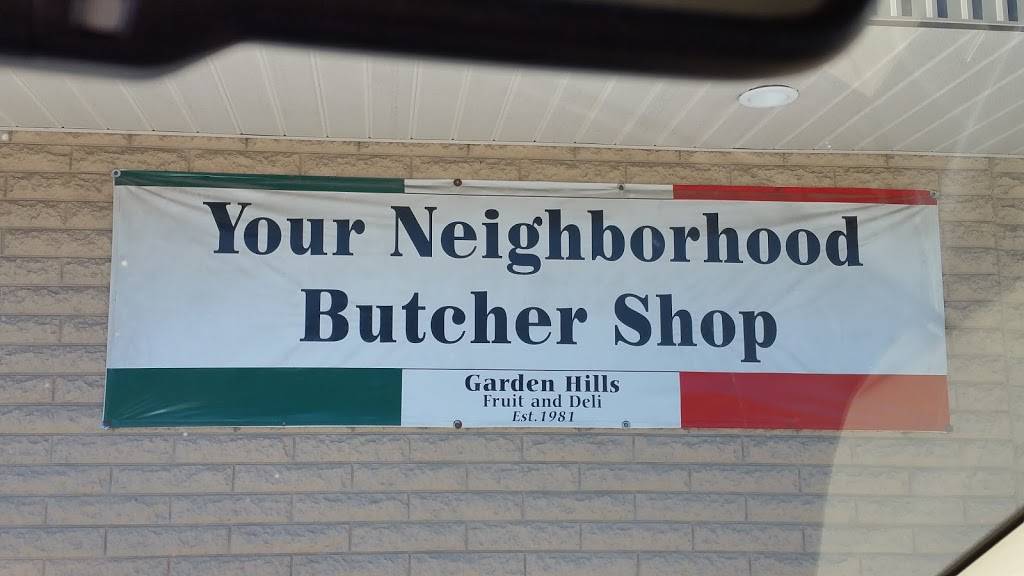 Your Neighborhood
Butcher Shop
Garden Hills
Fruit and Deli
Est.1981